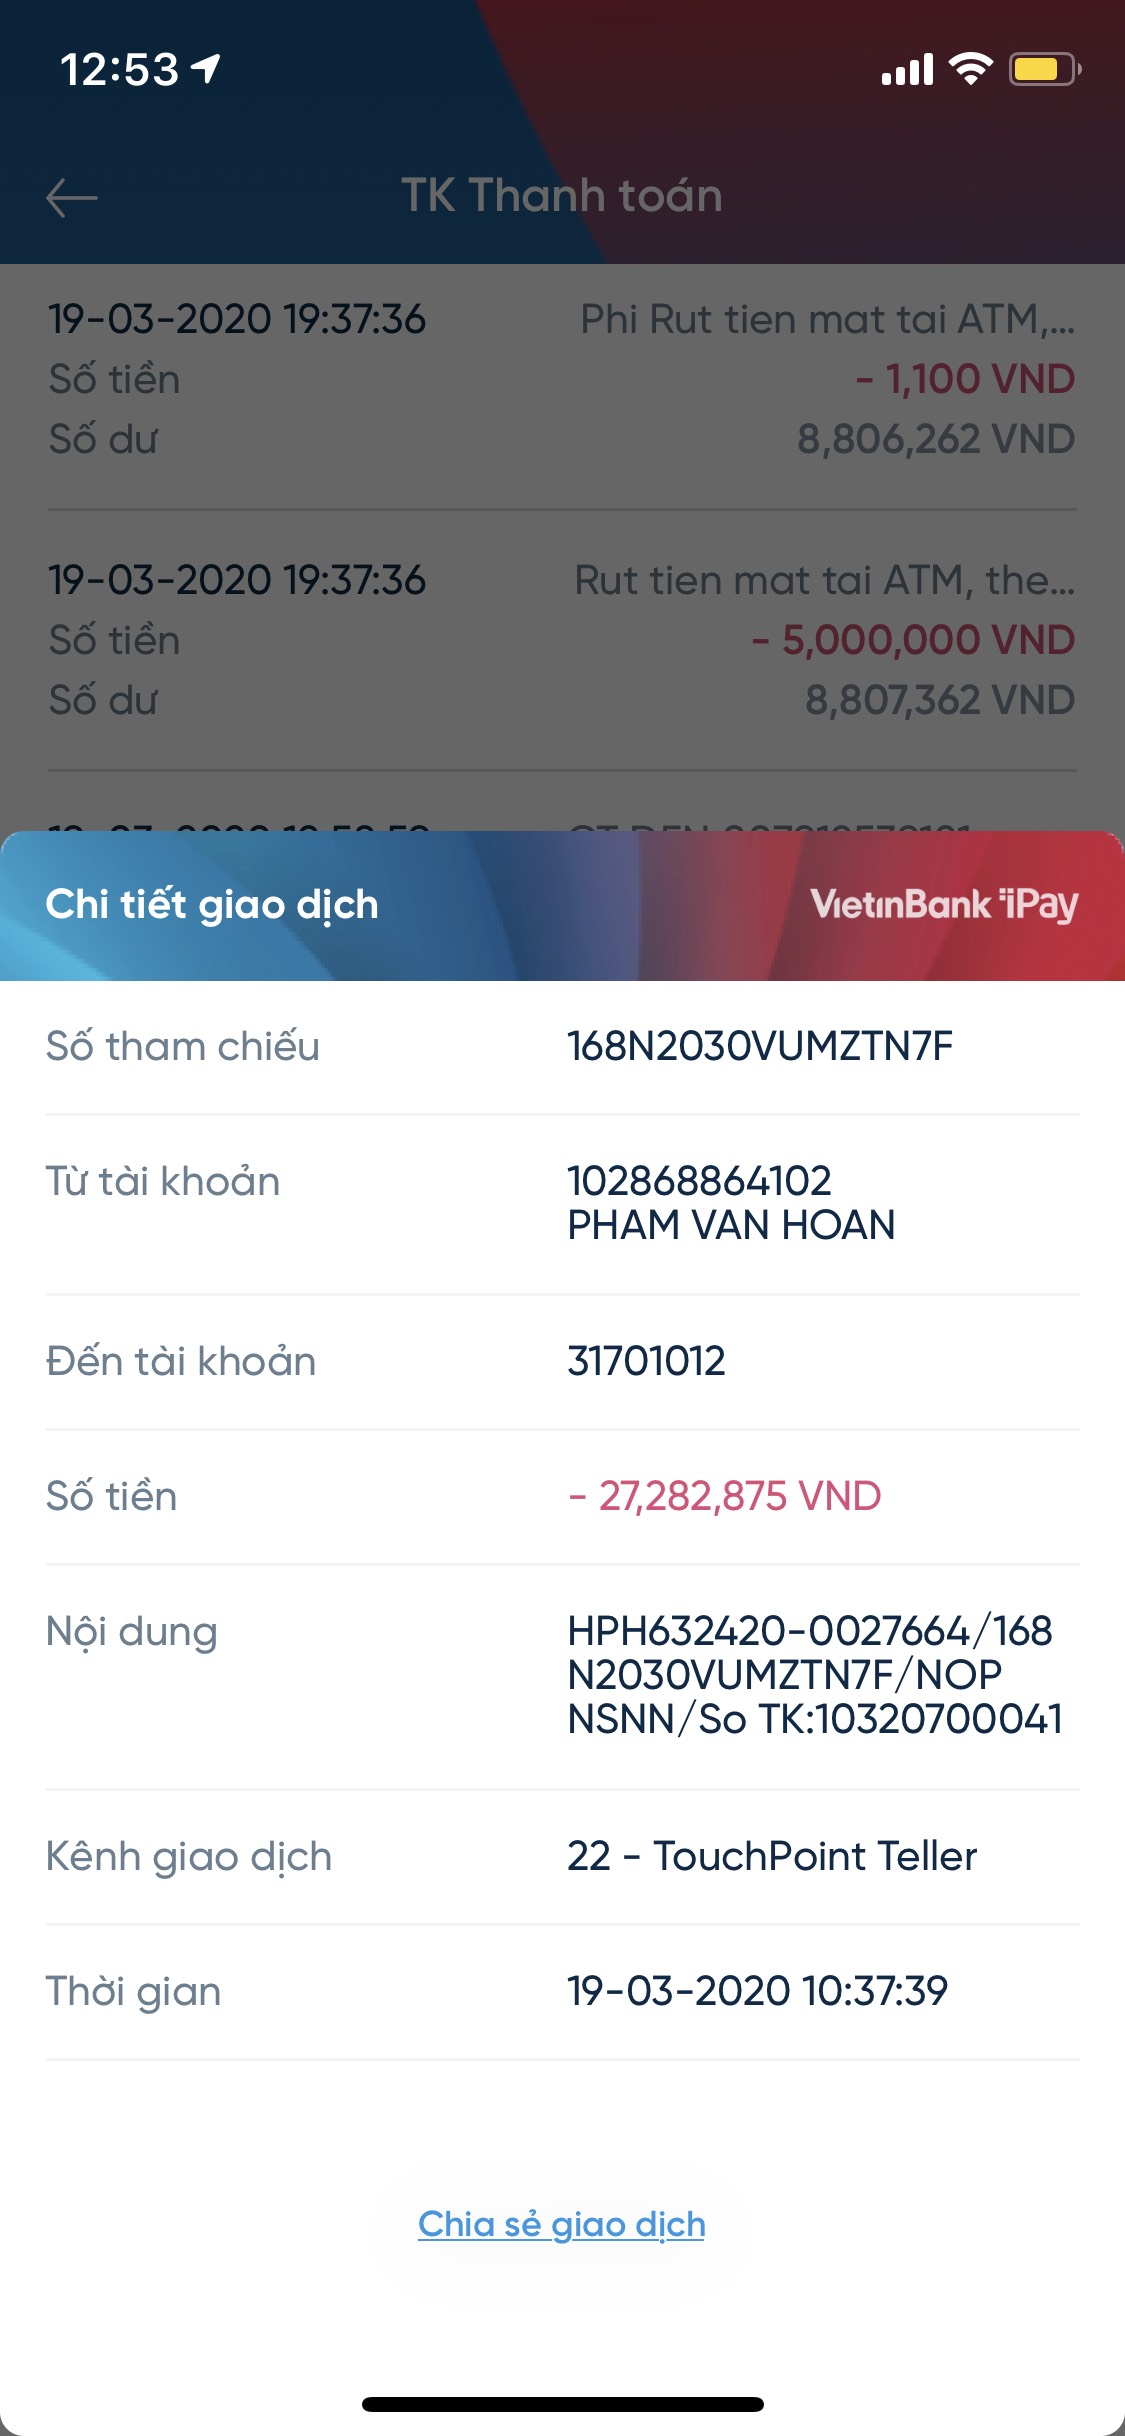 12:53
TK Thanh toán
19-03-2020 19:37:36 Phi Rut tien mat tai ATM,...
Số tiền - 1,100 VND
Số dư 8,806,262 VND
19-03-2020 19:37:36 Rut tien mat tai ATM, the...
Số tiền - 5,000,000 VND
Số dư 8,807,362 VND
Chi tiết giao dịch VietinBank iPay
Số tham chiếu 168N2030VUMZTN7F
Từ tài khoản 102868864102
PHAM VAN HOAN
Đến tài khoản 31701012
Số tiền - 27,282,875 VND
Nội dung HPH632420-0027664/168
N2030VUMZTN7F/NOP
NSNN/So TK:10320700041
Kênh giao dịch 22 - TouchPoint Teller
Thời gian 19-03-2020 10:37:39
Chia sẻ giao dịch